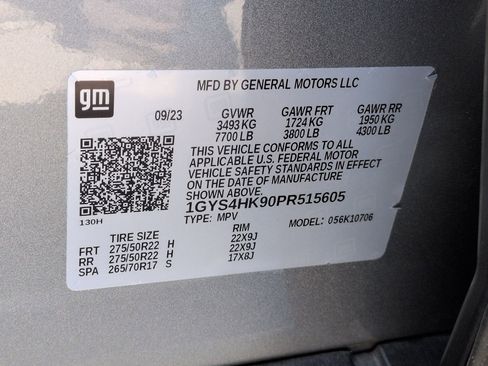 gm
MFD BY GENERAL MOTORS LLC
09/23 GVWR GAWR FRT GAWR RR
3493 KG 1724 KG 1950 KG
7700 LB 3800 LB 4300 LB
THIS VEHICLE CONFORMS TO ALL
APPLICABLE U.S. FEDERAL MOTOR
VEHICLE SAFETY STANDARDS IN EFFECT
ON THE DATE OF MANUFACTURE
SHOWN ABOVE.
1GYS4HK90PR515605
130H
TYPE: MPV MODEL: 056K10706
TIRE SIZE RIM
FRT 275/50R22 H 22X9J
RR 275/50R22 H 22X9J
SPA 265/70R17 S 17X8J